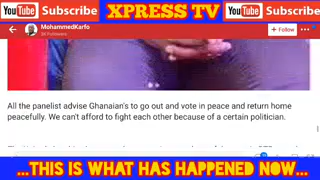 YouTube Subscribe XPRESS TV YouTube Subscribe
MohammedKarfo
+ Follow
All the panelist advise Ghanaian's to go out and vote in peace and return home
peacefully. We can't afford to fight each other because of a certain politician.
...THIS IS WHAT HAS HAPPENED NOW...